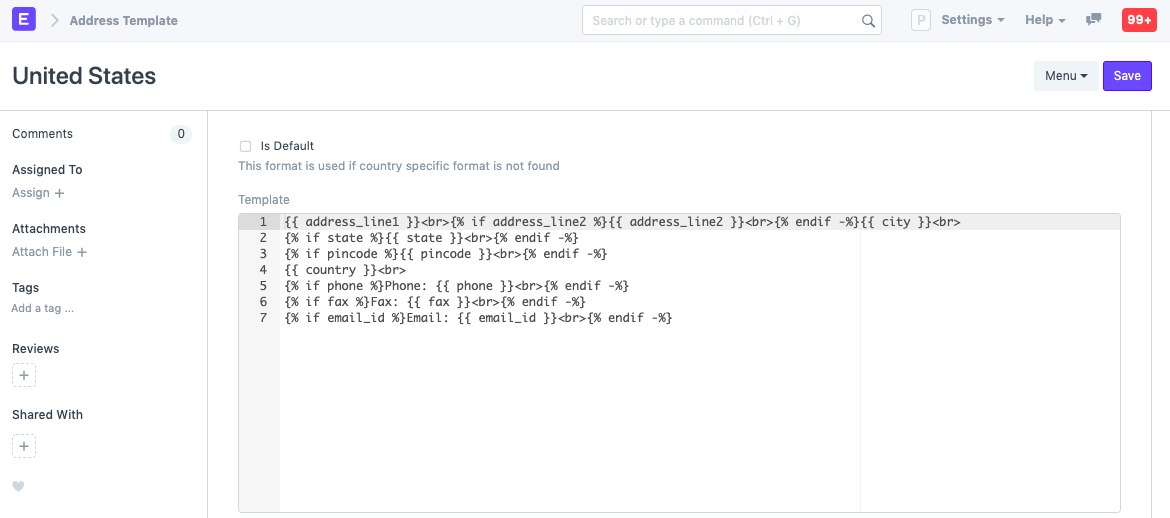 E Address Template Search or type a command (Ctrl + G) P Settings Help 99+
United States Menu Save
Comments 0
Assigned To
Assign +
Attachments
Attach File +
Tags
Add a tag ...
Reviews
+
Shared With
+
Is Default
This format is used if country specific format is not found
Template
1 {{ address_line1 }}<br>{% if address_line2 %}{{ address_line2 }}<br>{% endif -%}{{ city }}<br>
2 {% if state %}{{ state }}<br>{% endif -%}
3 {% if pincode %}{{ pincode }}<br>{% endif -%}
4 {{ country }}<br>
5 {% if phone %}Phone: {{ phone }}<br>{% endif -%}
6 {% if fax %}Fax: {{ fax }}<br>{% endif -%}
7 {% if email_id %}Email: {{ email_id }}<br>{% endif -%}